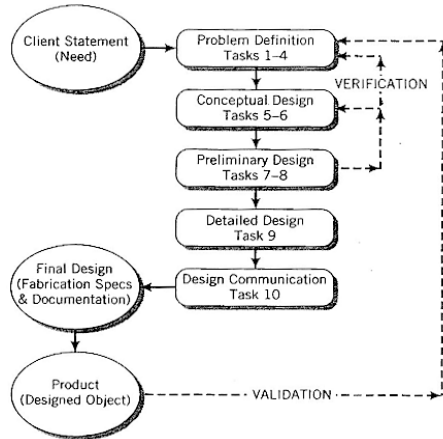 Client Statement
(Need)
Problem Definition
Tasks 1–4
VERIFICATION
Conceptual Design
Tasks 5–6
Preliminary Design
Tasks 7–8
Detailed Design
Task 9
Design Communication
Task 10
Final Design
(Fabrication Specs
& Documentation)
Product
(Designed Object)
VALIDATION